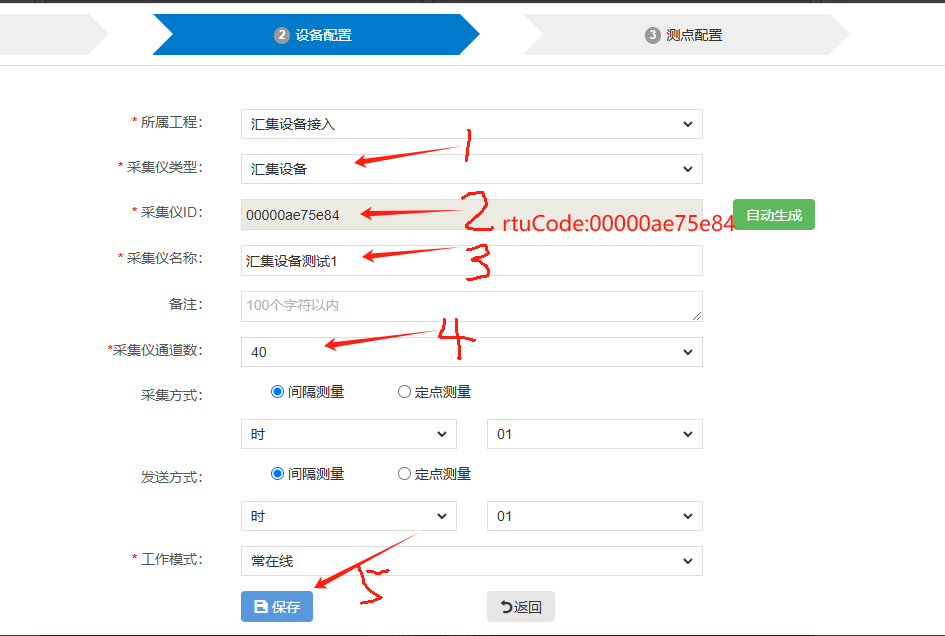 2 设备配置
3 测点配置
* 所属工程：
汇集设备接入
1
* 采集仪类型：
汇集设备
* 采集仪ID：
00000ae75e84
2
rtuCode:00000ae75e84
自动生成
* 采集仪名称：
汇集设备测试1
3
备注：
100个字符以内
4
*采集仪通道数：
40
采集方式：
间隔测量
定点测量
时
01
发送方式：
间隔测量
定点测量
时
01
* 工作模式：
常在线
5
保存
返回